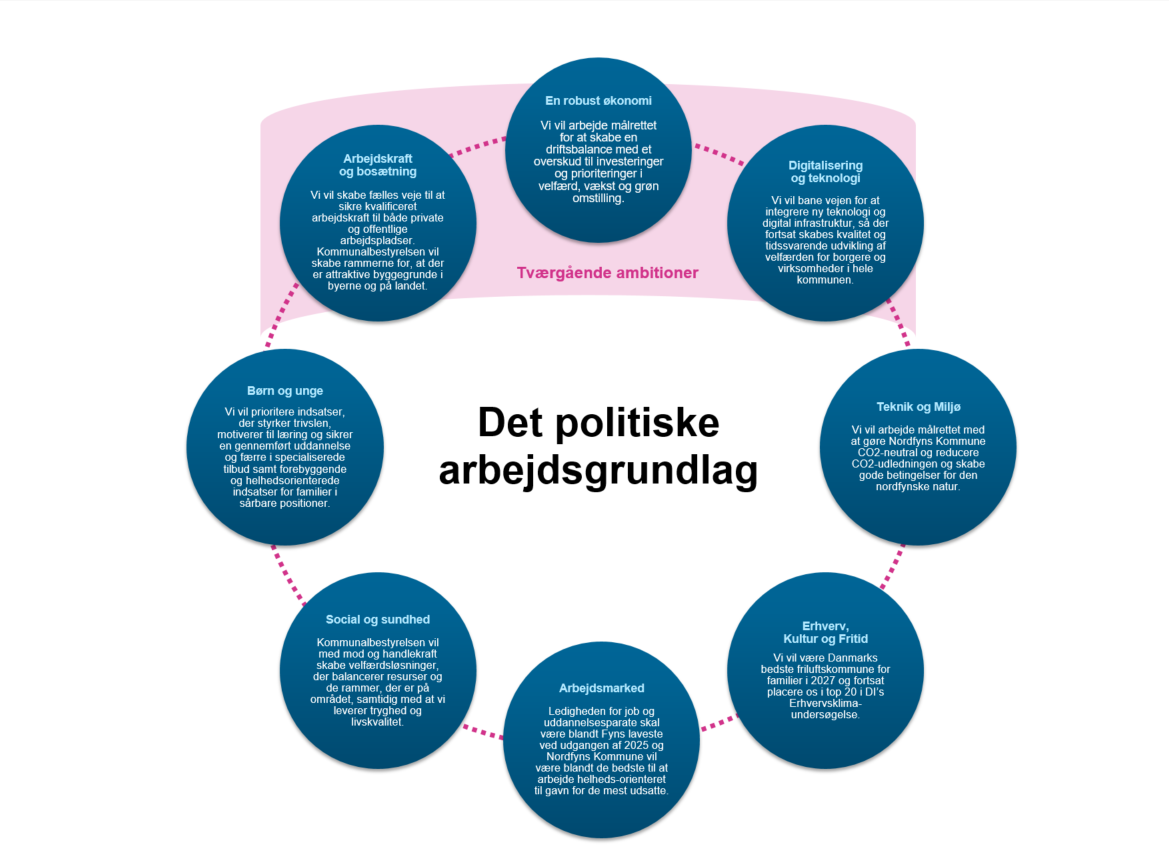 En robust økonomi
Vi vil arbejde målrettet
for at skabe en
driftsbalance med et
overskud til investeringer
og prioriteringer i
velfærd, vækst og grøn
omstilling.
Arbejdskraft
og bosætning
Vi vil skabe fælles veje til at
sikre kvalificeret
arbejdskraft til både private
og offentlige
arbejdspladser.
Kommunalbestyrelsen vil
skabe rammerne for, at der
er attraktive byggegrunde i
byerne og på landet.
Digitalisering
og teknologi
Vi vil bane vejen for at
integrere ny teknologi og
digital infrastruktur, så der
fortsat skabes kvalitet og
tidssvarende udvikling af
velfærden for borgere og
virksomheder i hele
kommunen.
Tværgående ambitioner
Børn og unge
Vi vil prioritere indsatser,
der styrker trivslen,
motiverer til læring og sikrer
en gennemført uddannelse
og færre i specialiserede
tilbud samt forebyggende
og helhedsorienterede
indsatser for familier i
sårbare positioner.
Det politiske
arbejdsgrundlag
Teknik og Miljø
Vi vil arbejde målrettet med
at gøre Nordfyns Kommune
CO2-neutral og reducere
CO2-udledningen og skabe
gode betingelser for den
nordfynske natur.
Social og sundhed
Kommunalbestyrelsen vil
med mod og handlekraft
skabe velfærdsløsninger,
der balancerer resurser og
de rammer, der er på
området, samtidig med at vi
leverer tryghed og
livskvalitet.
Arbejdsmarked
Ledigheden for job og
uddannelsesparate skal
være blandt Fyns laveste
ved udgangen af 2025 og
Nordfyns Kommune vil
være blandt de bedste til at
arbejde helheds-orienteret
til gavn for de mest udsatte.
Erhverv,
Kultur og Fritid
Vi vil være Danmarks
bedste friluftskommune for
familier i 2027 og fortsat
placere os i top 20 i DI's
Erhvervsklima-
undersøgelse.